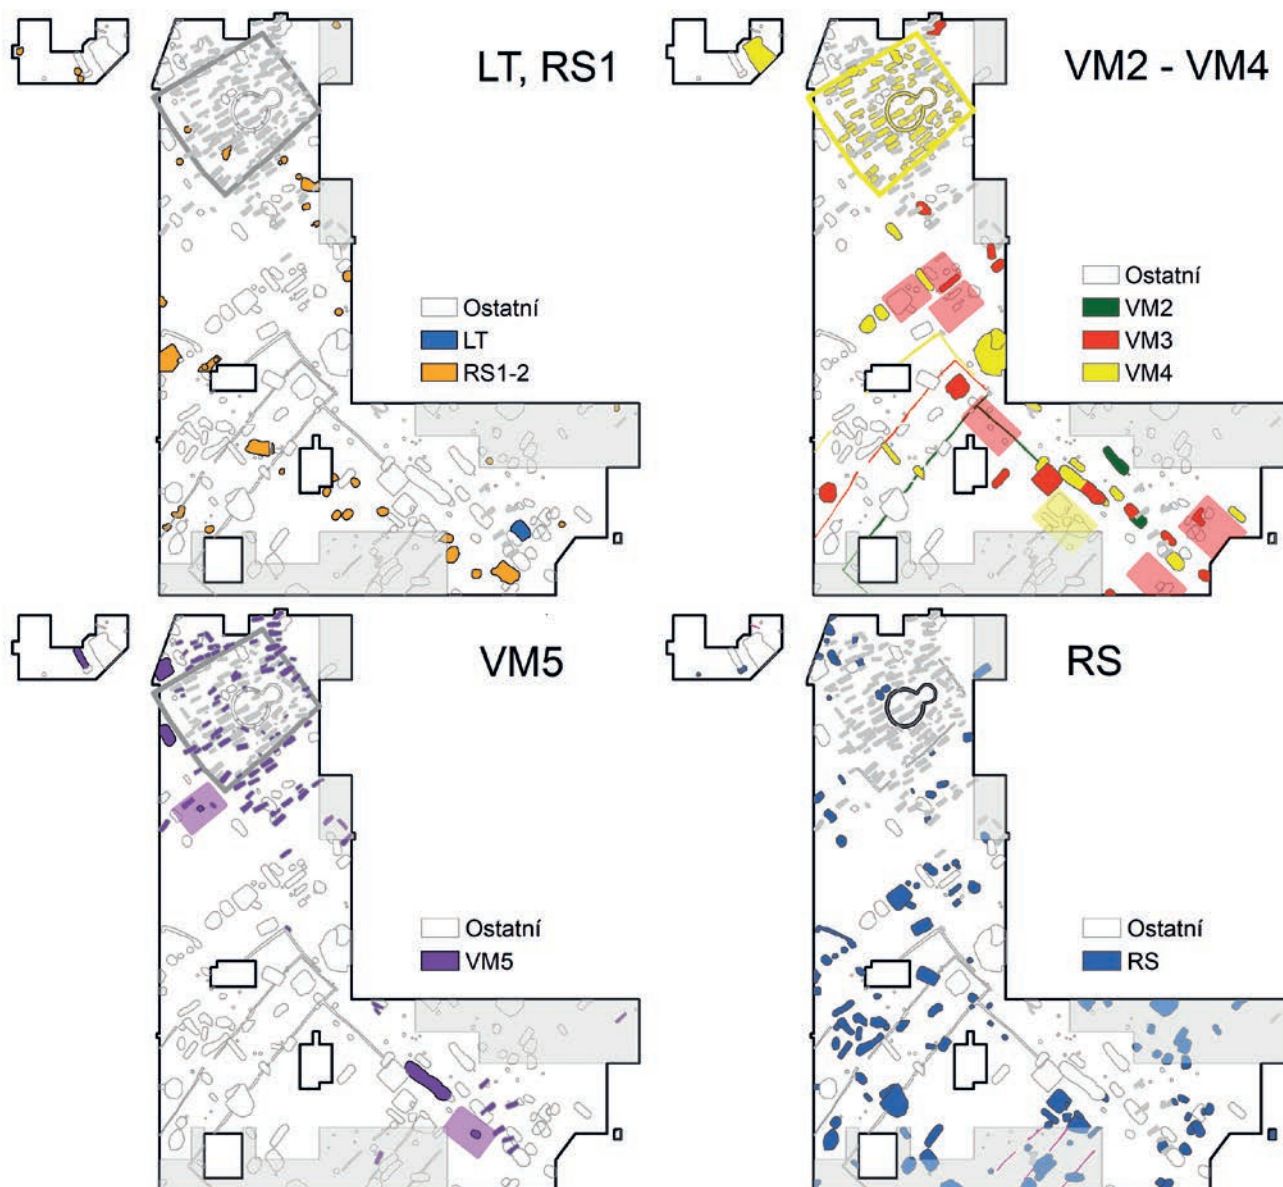 LT, RS1
Ostatní
LT
RS1-2
VM2 - VM4
Ostatní
VM2
VM3
VM4
VM5
Ostatní
VM5
RS
Ostatní
RS